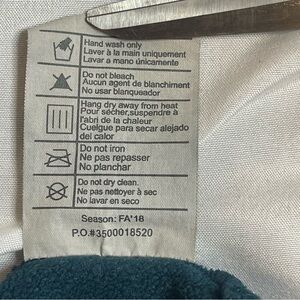 Hand wash only
Laver à la main uniquement
Lavar a mano únicamente
Do not bleach
Aucun agent de blanchiment
No usar blanqueador
Hang dry away from heat
Pour sécher,suspendre à
l'abri de la chaleur
Cuelgue para secar alejado
del calor
Do not iron
Ne pas repasser
No planchar
Do not dry clean.
Ne pas nettoyer à sec
No lavar en seco
Season: FA'18
P.O.#3500018520